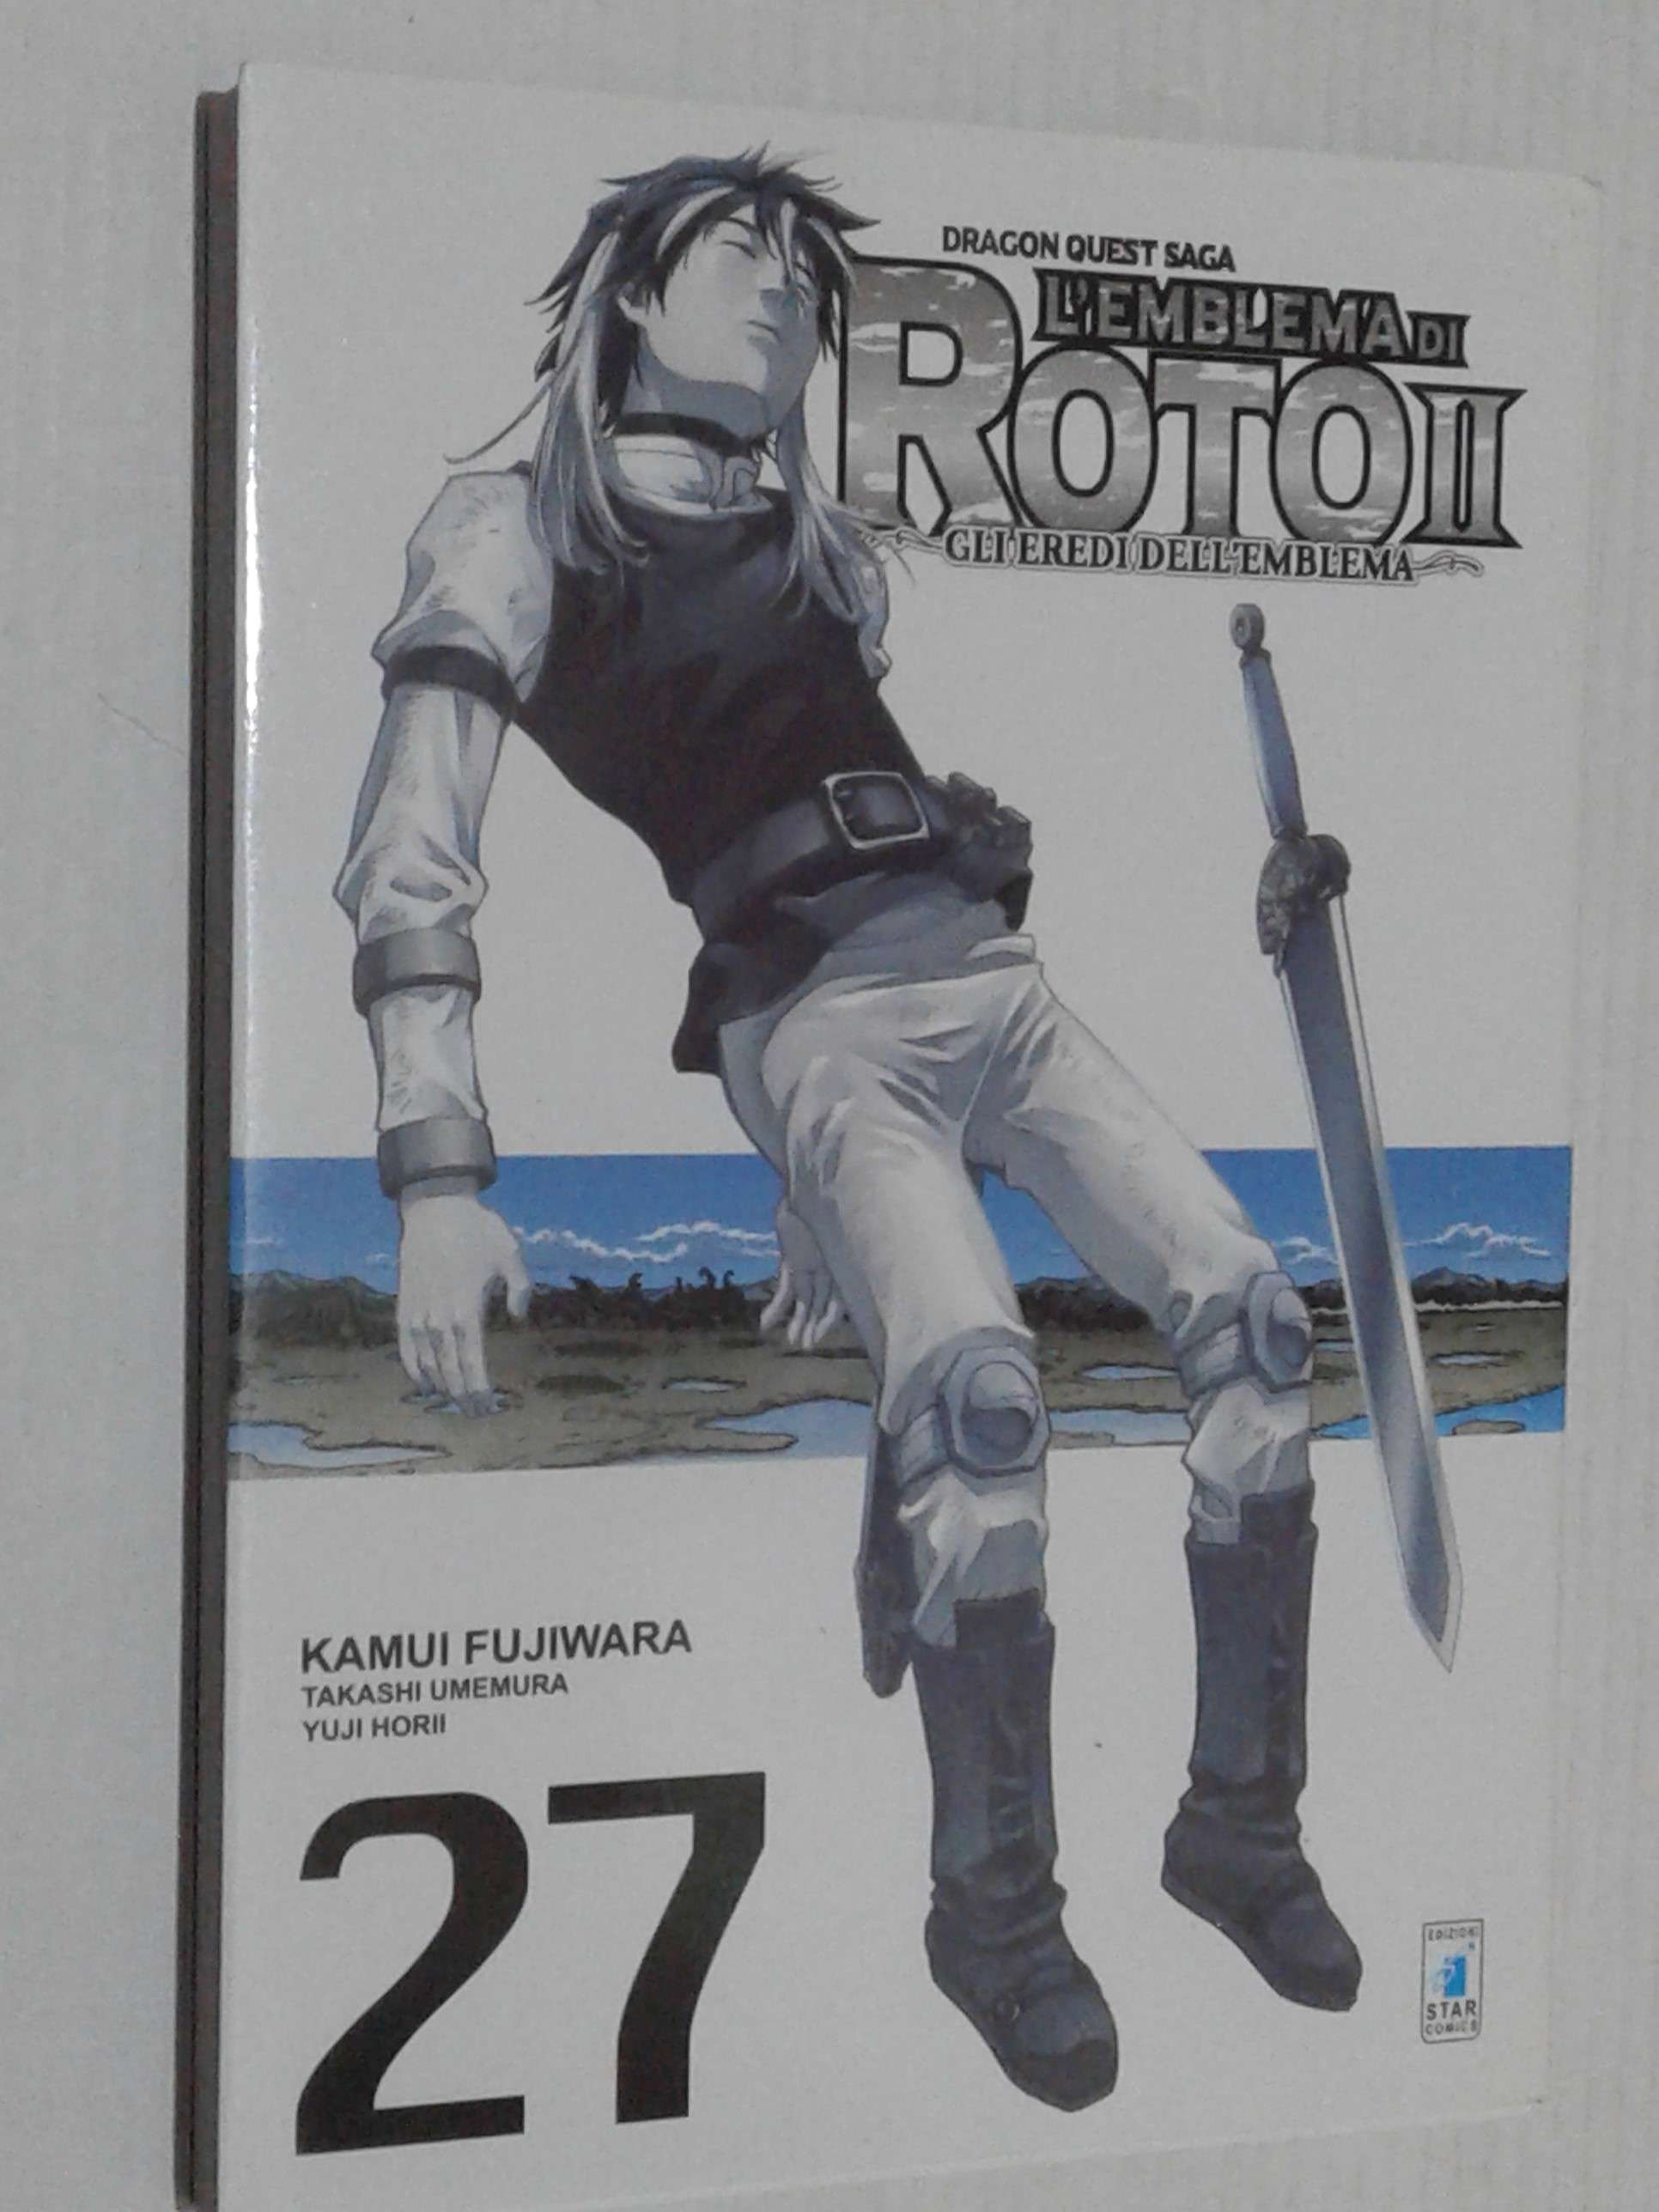 DRAGON QUEST SAGA
L'EMBLEMA DI
ROTO II
GLI EREDI DELL'EMBLEMA
KAMUI FUJIWARA
TAKASHI UMEMURA
YUJI HORII
27
EDIZIONI
STAR
COMICS